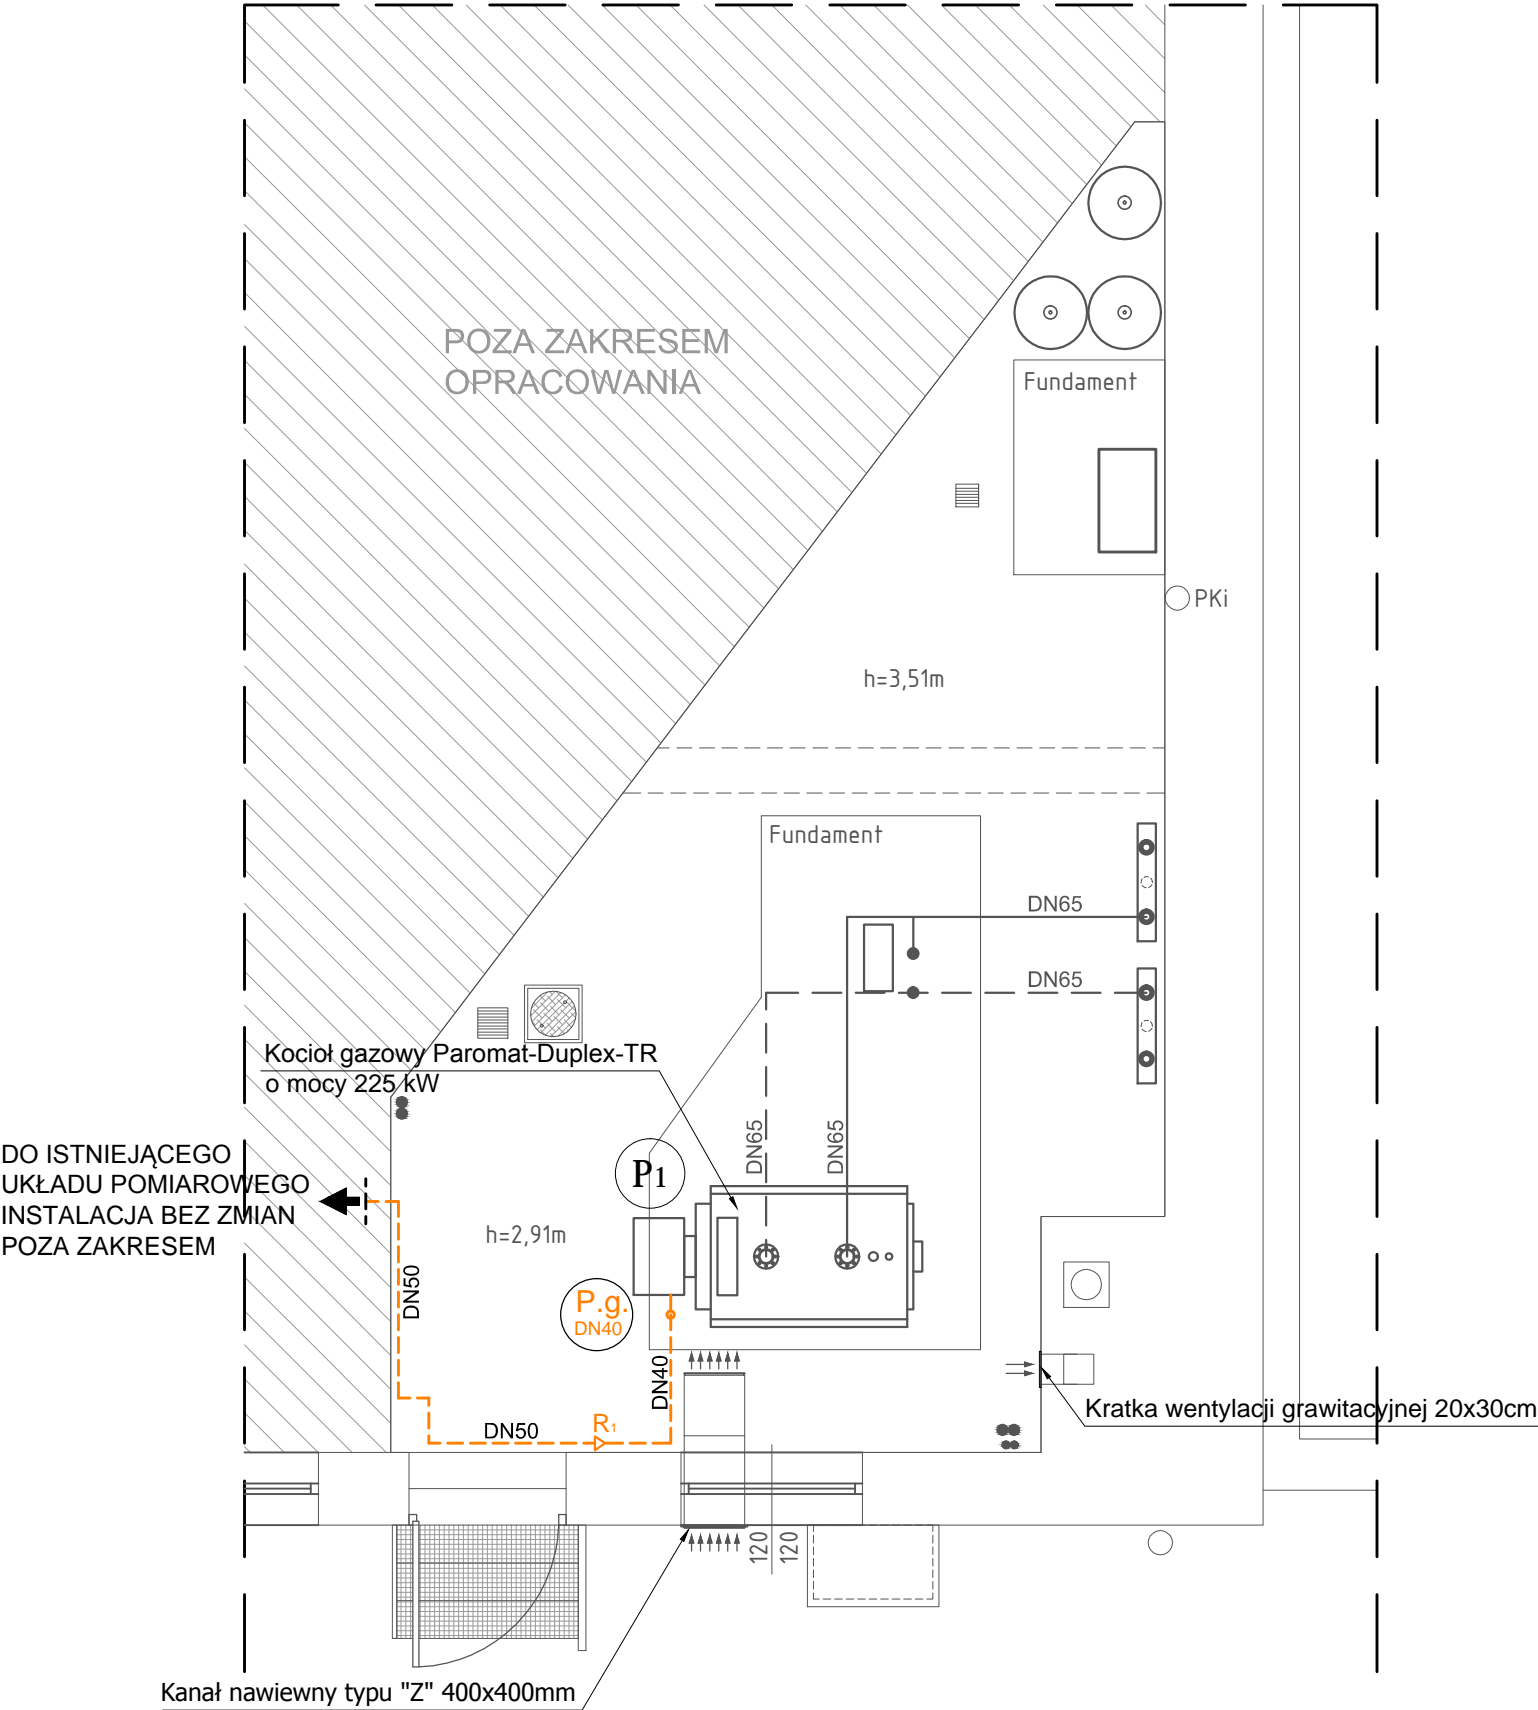 POZA ZAKRESEM
OPRACOWANIA
Fundament
PKi
h=3,51m
Fundament
DN65
DN65
Kocioł gazowy Paromat-Duplex-TR
o mocy 225 kW
DN65
DN65
P1
DO ISTNIEJĄCEGO
UKŁADU POMIAROWEGO
INSTALACJA BEZ ZMIAN
POZA ZAKRESEM
h=2,91m
DN50
P.g.
DN40
DN40
R1
DN50
Kratka wentylacji grawitacyjnej 20x30cm
120
120
Kanał nawiewny typu "Z" 400x400mm